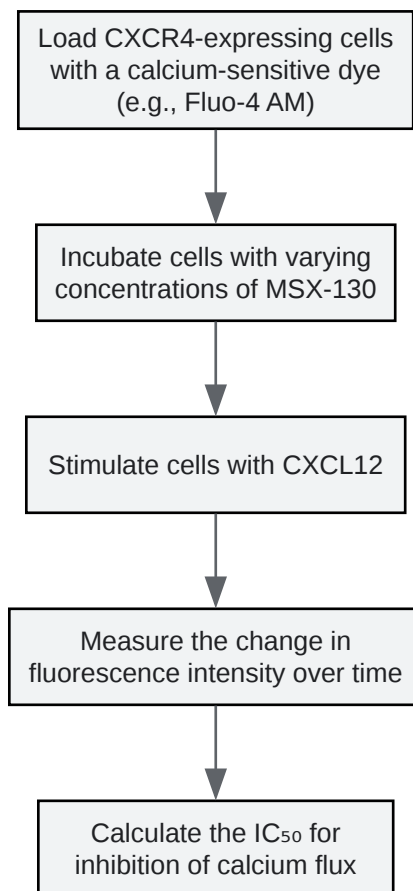 Load CXCR4-expressing cells
with a calcium-sensitive dye
(e.g., Fluo-4 AM)
Incubate cells with varying
concentrations of MSX-130
Stimulate cells with CXCL12
Measure the change in
fluorescence intensity over time
Calculate the IC₅₀ for
inhibition of calcium flux